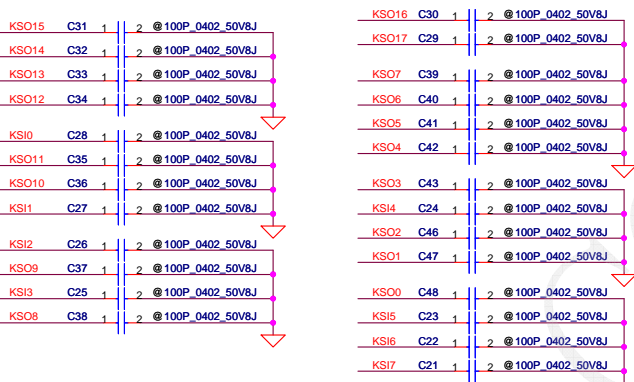 KSO15 C31 1 2 @100P_0402_50V8J
KSO14 C32 1 2 @100P_0402_50V8J
KSO13 C33 1 2 @100P_0402_50V8J
KSO12 C34 1 2 @100P_0402_50V8J
KSI0 C28 1 2 @100P_0402_50V8J
KSO11 C35 1 2 @100P_0402_50V8J
KSO10 C36 1 2 @100P_0402_50V8J
KSI1 C27 1 2 @100P_0402_50V8J
KSI2 C26 1 2 @100P_0402_50V8J
KSO9 C37 1 2 @100P_0402_50V8J
KSI3 C25 1 2 @100P_0402_50V8J
KSO8 C38 1 2 @100P_0402_50V8J
KSO16 C30 1 2 @100P_0402_50V8J
KSO17 C29 1 2 @100P_0402_50V8J
KSO7 C39 1 2 @100P_0402_50V8J
KSO6 C40 1 2 @100P_0402_50V8J
KSO5 C41 1 2 @100P_0402_50V8J
KSO4 C42 1 2 @100P_0402_50V8J
KSO3 C43 1 2 @100P_0402_50V8J
KSI4 C24 1 2 @100P_0402_50V8J
KSO2 C46 1 2 @100P_0402_50V8J
KSO1 C47 1 2 @100P_0402_50V8J
KSO0 C48 1 2 @100P_0402_50V8J
KSI5 C23 1 2 @100P_0402_50V8J
KSI6 C22 1 2 @100P_0402_50V8J
KSI7 C21 1 2 @100P_0402_50V8J